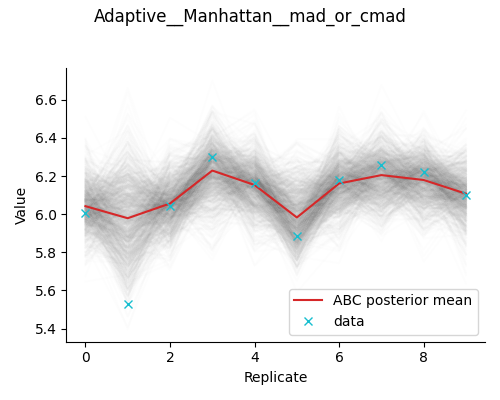 Adaptive__Manhattan__mad_or_cmad
6.6
6.4
6.2
6.0
5.8
5.6
5.4
Value
0
2
4
6
8
Replicate
ABC posterior mean
data